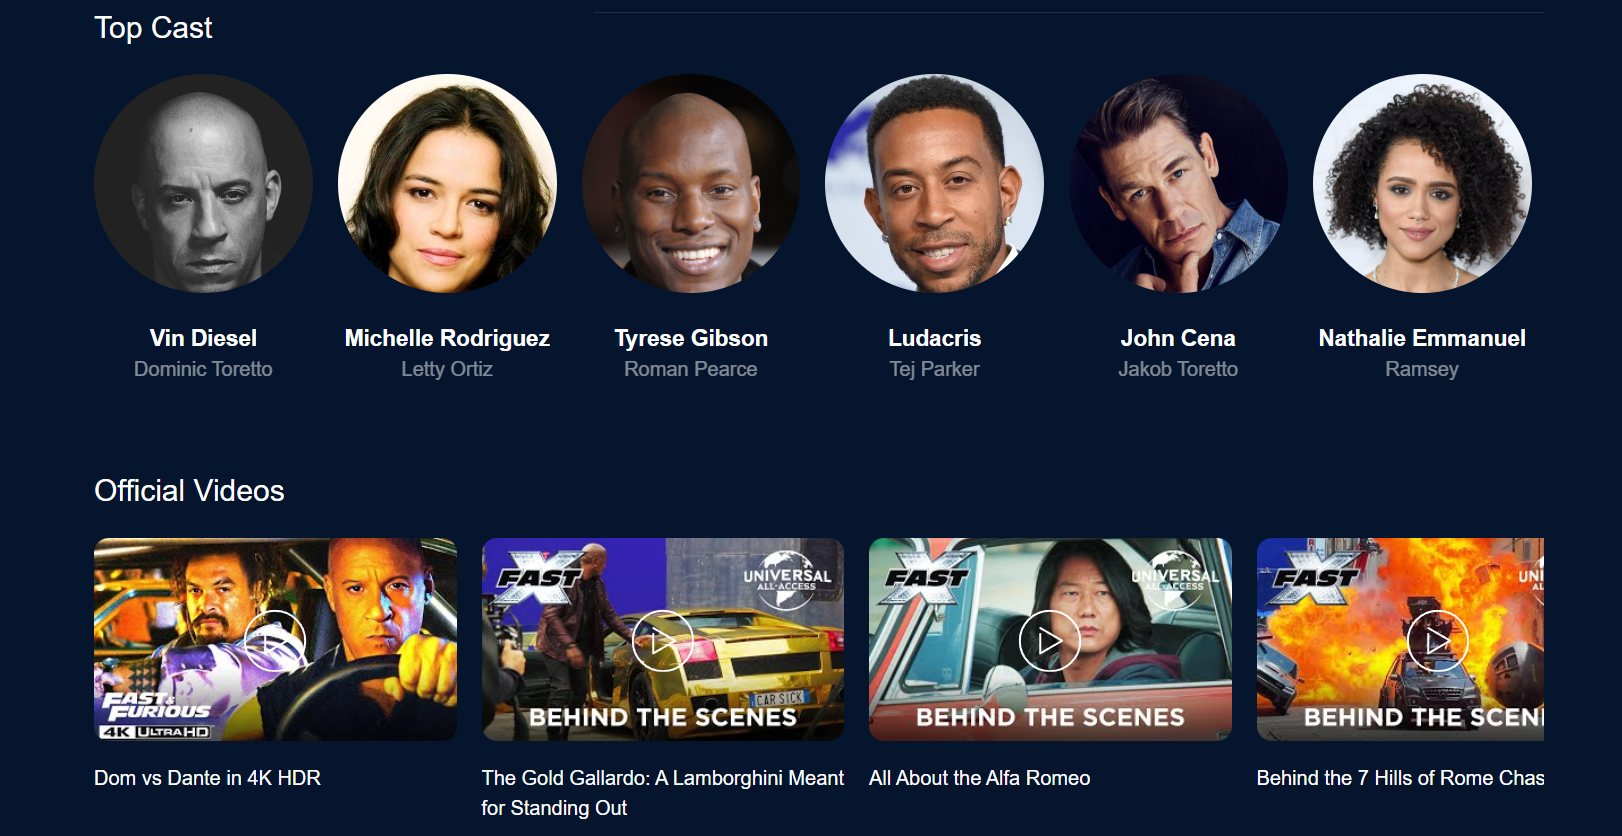 Top Cast
Vin Diesel
Dominic Toretto
Michelle Rodriguez
Letty Ortiz
Tyrese Gibson
Roman Pearce
Ludacris
Tej Parker
John Cena
Jakob Toretto
Nathalie Emmanuel
Ramsey
Official Videos
FAST &
FURIOUS
4K ULTRA HD
Dom vs Dante in 4K HDR
FAST X
UNIVERSAL
ALL-ACCESS
CAR SICK
BEHIND THE SCENES
The Gold Gallardo: A Lamborghini Meant
for Standing Out
FAST X
UNIVERSAL
ALL-ACCESS
BEHIND THE SCENES
All About the Alfa Romeo
FAST X
UNI
AL
BEHIND THE SCEN
Behind the 7 Hills of Rome Chas